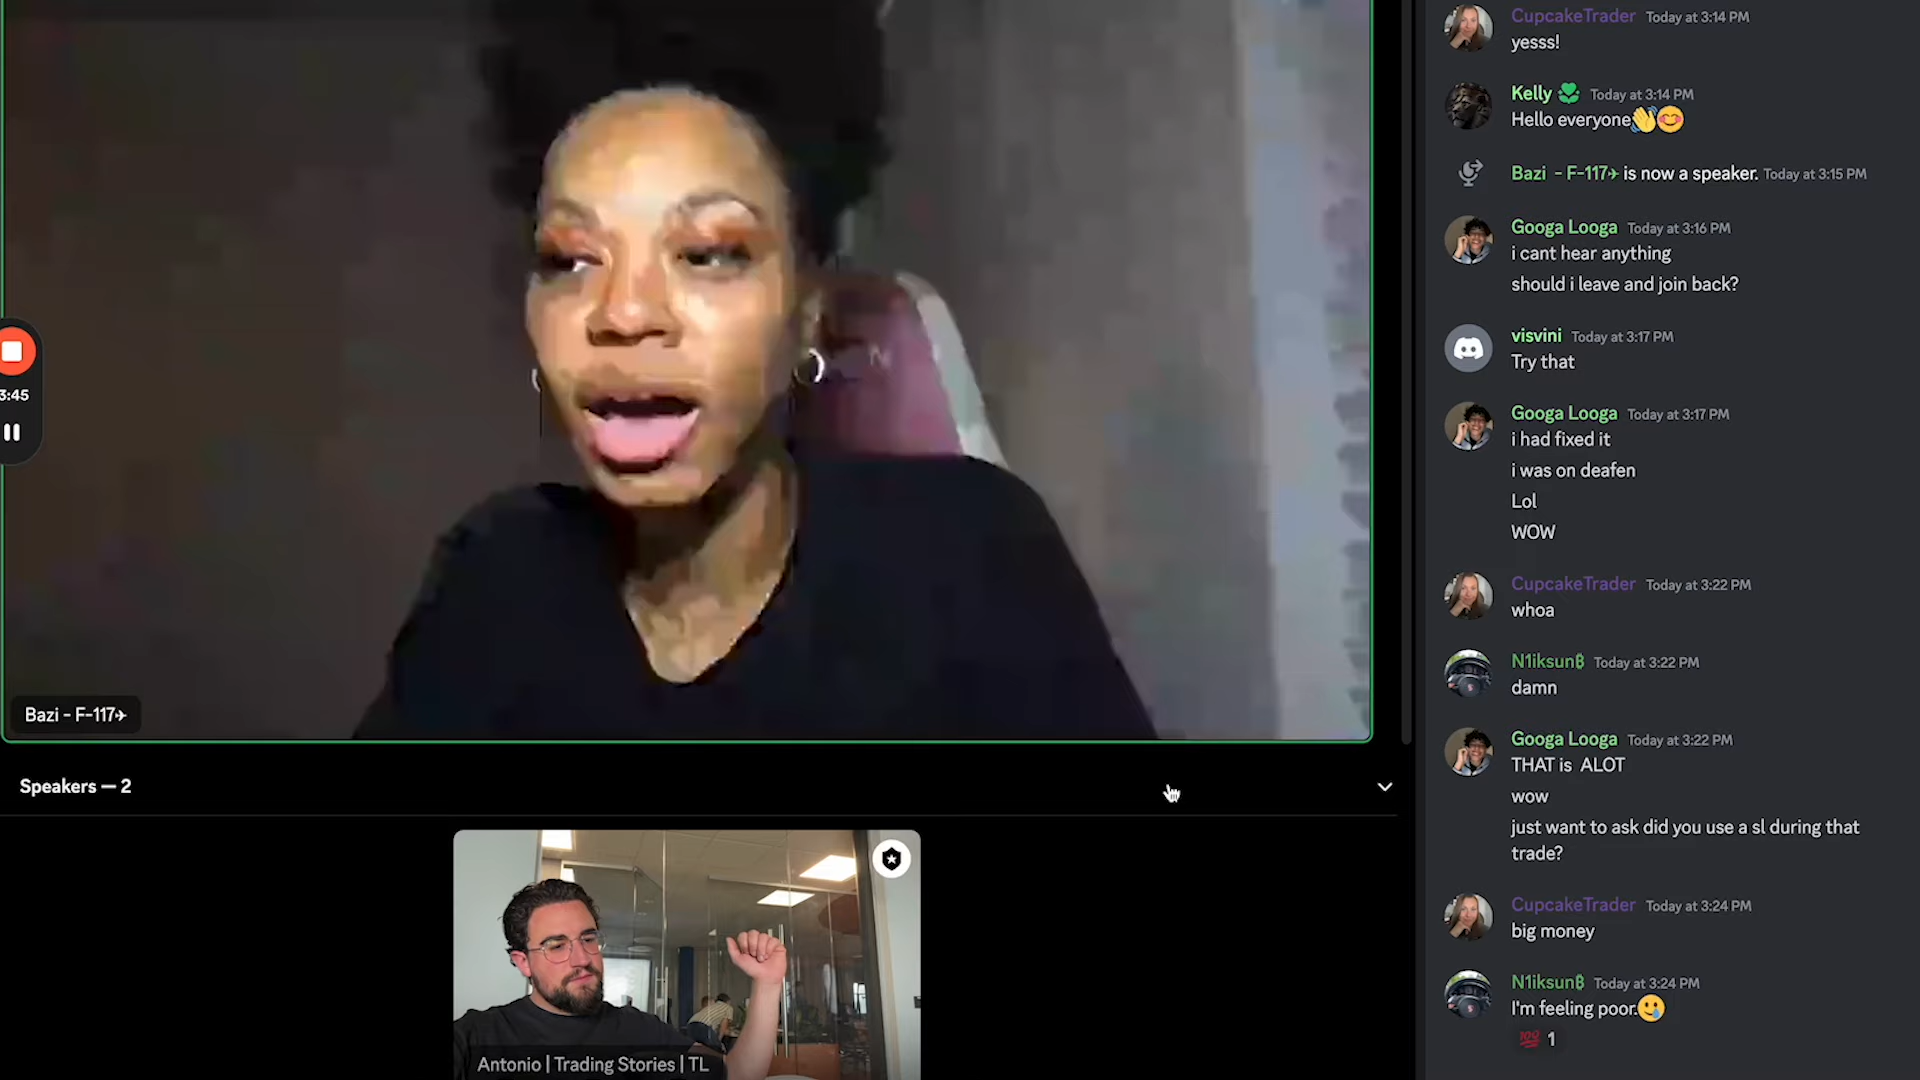 CupcakeTrader Today at 3:14 PM
yesss!
Kelly Today at 3:14 PM
Hello everyone👋😊
Bazi - F-117✈ is now a speaker. Today at 3:15 PM
Googa Looga Today at 3:16 PM
i cant hear anything
should i leave and join back?
visvini Today at 3:17 PM
Try that
Googa Looga Today at 3:17 PM
i had fixed it
i was on deafen
Lol
WOW
CupcakeTrader Today at 3:22 PM
whoa
N1iksun₿ Today at 3:22 PM
damn
Googa Looga Today at 3:22 PM
THAT is ALOT
wow
just want to ask did you use a sl during that
trade?
CupcakeTrader Today at 3:24 PM
big money
N1iksun₿ Today at 3:24 PM
I'm feeling poor.🥲
💯 1
3:45
Bazi - F-117✈
Speakers — 2
Antonio | Trading Stories | TL